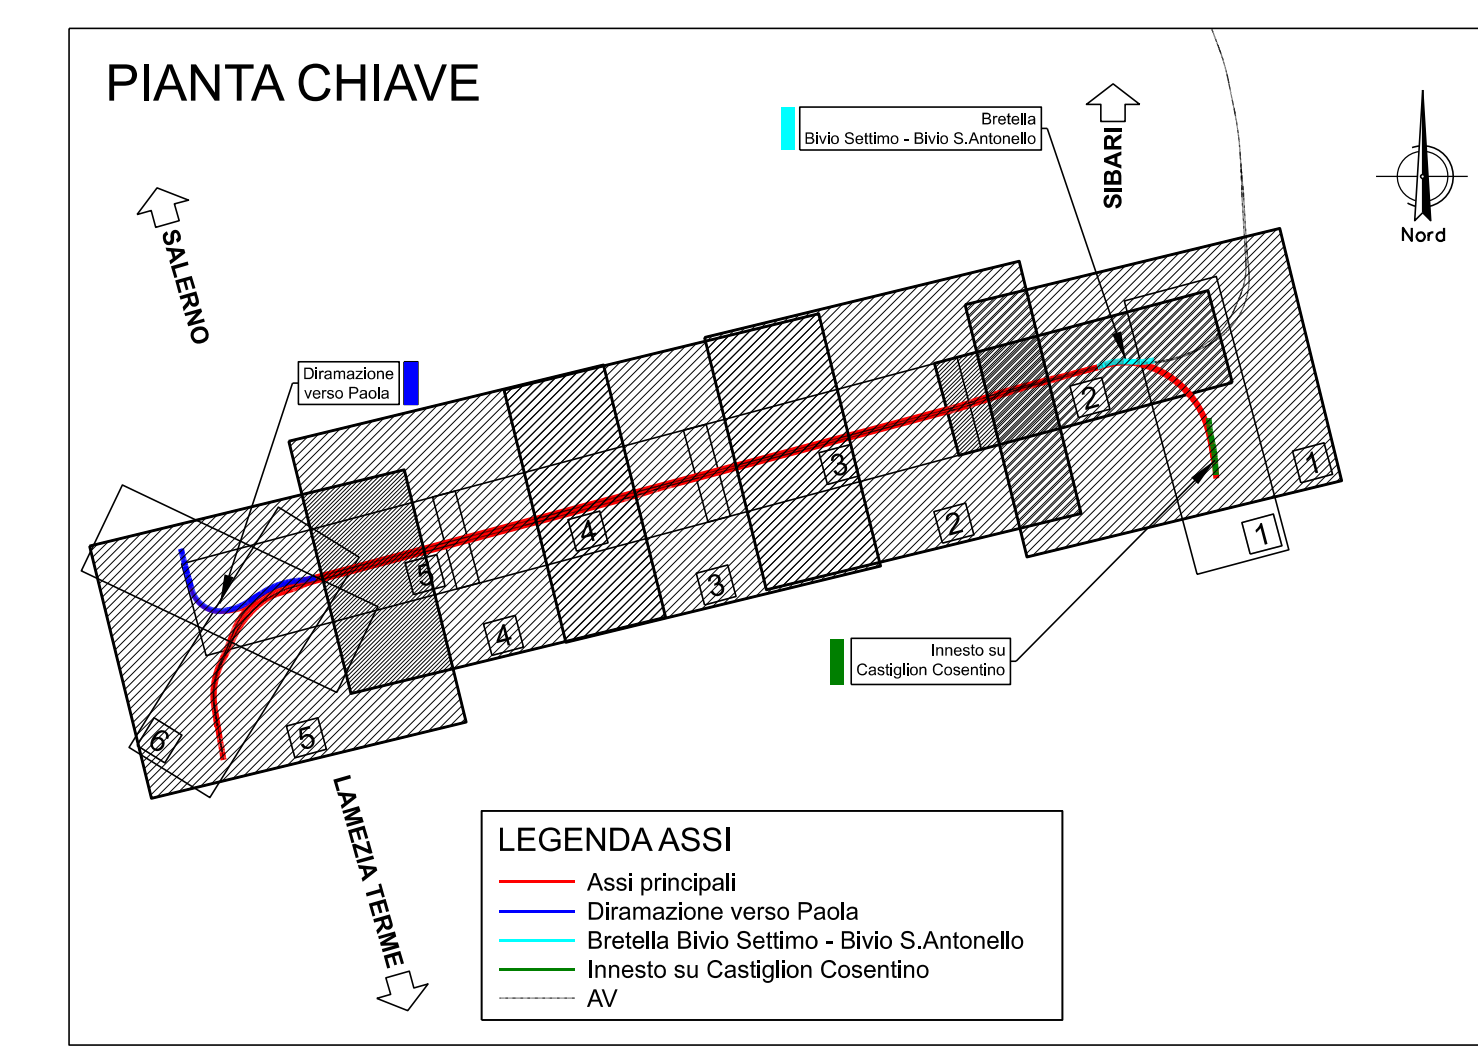 PIANTA CHIAVE
Bretella
Bivio Settimo - Bivio S.Antonello
SIBARI
Nord
SALERNO
Diramazione
verso Paola
2
1
3
1
2
4
5
3
4
Innesto su
Castiglion Cosentino
6
5
LAMEZIA TERME
LEGENDA ASSI
Assi principali
Diramazione verso Paola
Bretella Bivio Settimo - Bivio S.Antonello
Innesto su Castiglion Cosentino
AV